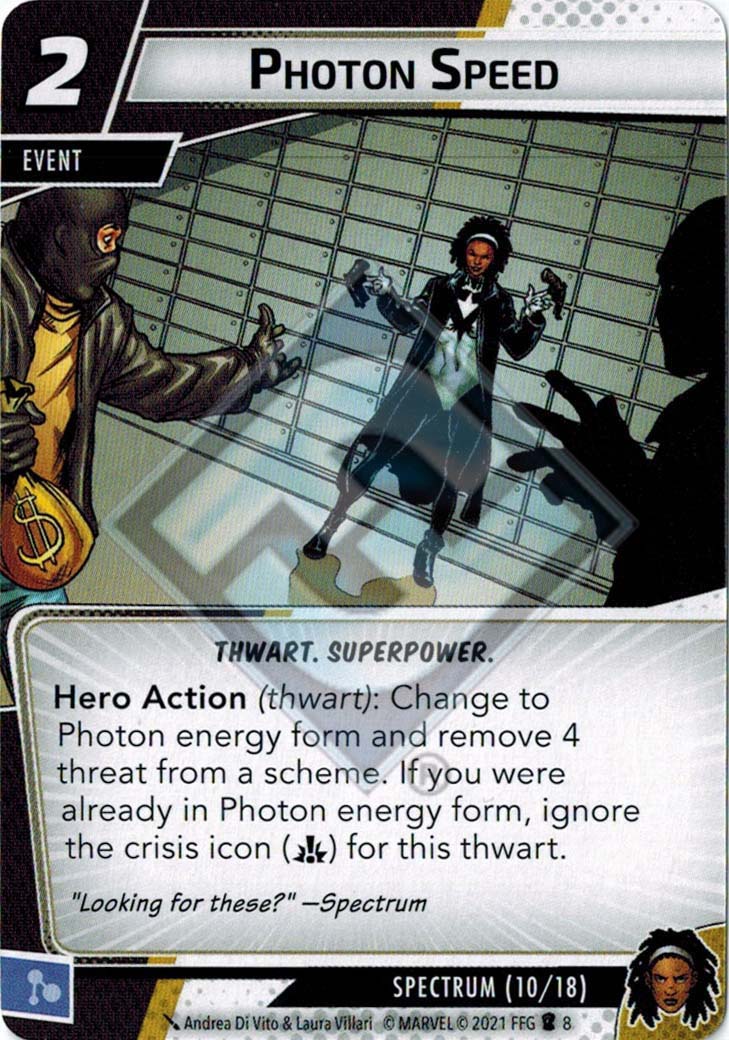 2
PHOTON SPEED
EVENT
$
THWART. SUPERPOWER.
Hero Action (thwart): Change to
Photon energy form and remove 4
threat from a scheme. If you were
already in Photon energy form, ignore
the crisis icon (!) for this thwart.
"Looking for these?" —Spectrum
SPECTRUM (10/18)
Andrea Di Vito & Laura Villari © MARVEL © 2021 FFG 8